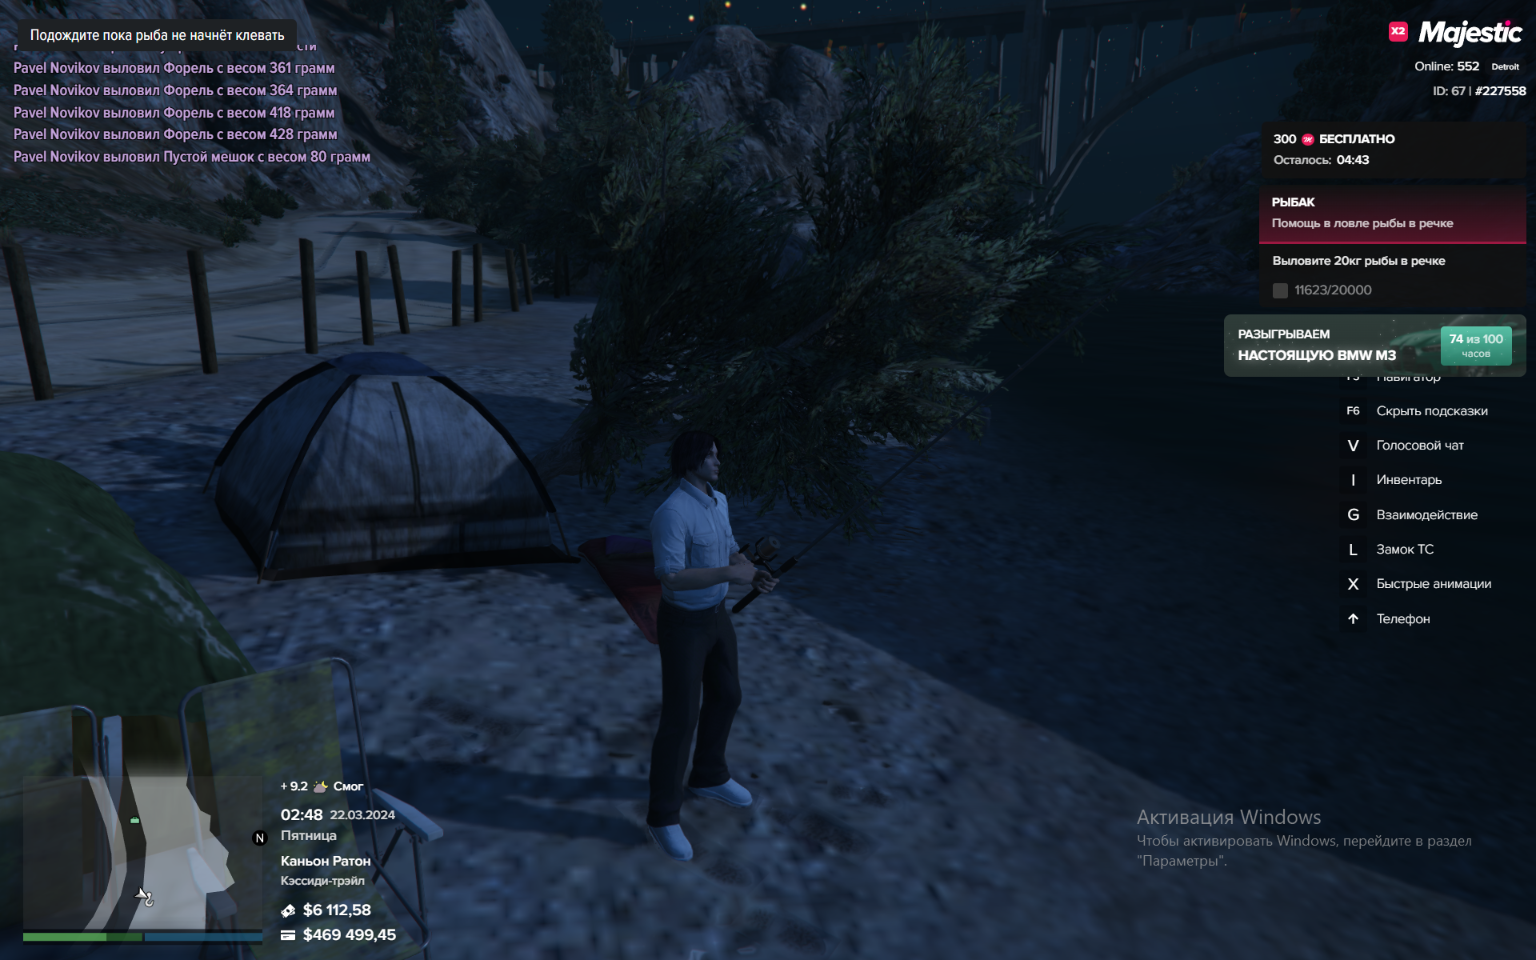 Подождите пока рыба не начнёт клевать
Pavel Novikov выловил Форель с весом 361 грамм
Pavel Novikov выловил Форель с весом 364 грамм
Pavel Novikov выловил Форель с весом 418 грамм
Pavel Novikov выловил Форель с весом 428 грамм
Pavel Novikov выловил Пустой мешок с весом 80 грамм
X2 Majestic
Online: 552 Detroit
ID: 67 | #227558
300 БЕСПЛАТНО
Осталось: 04:43
РЫБАК
Помощь в ловле рыбы в речке
Выловите 20кг рыбы в речке
11623/20000
РАЗЫГРЫВАЕМ
НАСТОЯЩУЮ BMW M3
74 из 100
часов
Навигатор
F6 Скрыть подсказки
V Голосовой чат
I Инвентарь
G Взаимодействие
L Замок ТС
X Быстрые анимации
↑ Телефон
+ 9.2 Смог
02:48 22.03.2024
Пятница
N
Каньон Ратон
Кэссиди-трэйл
$6 112,58
$469 499,45
Активация Windows
Чтобы активировать Windows, перейдите в раздел
"Параметры".